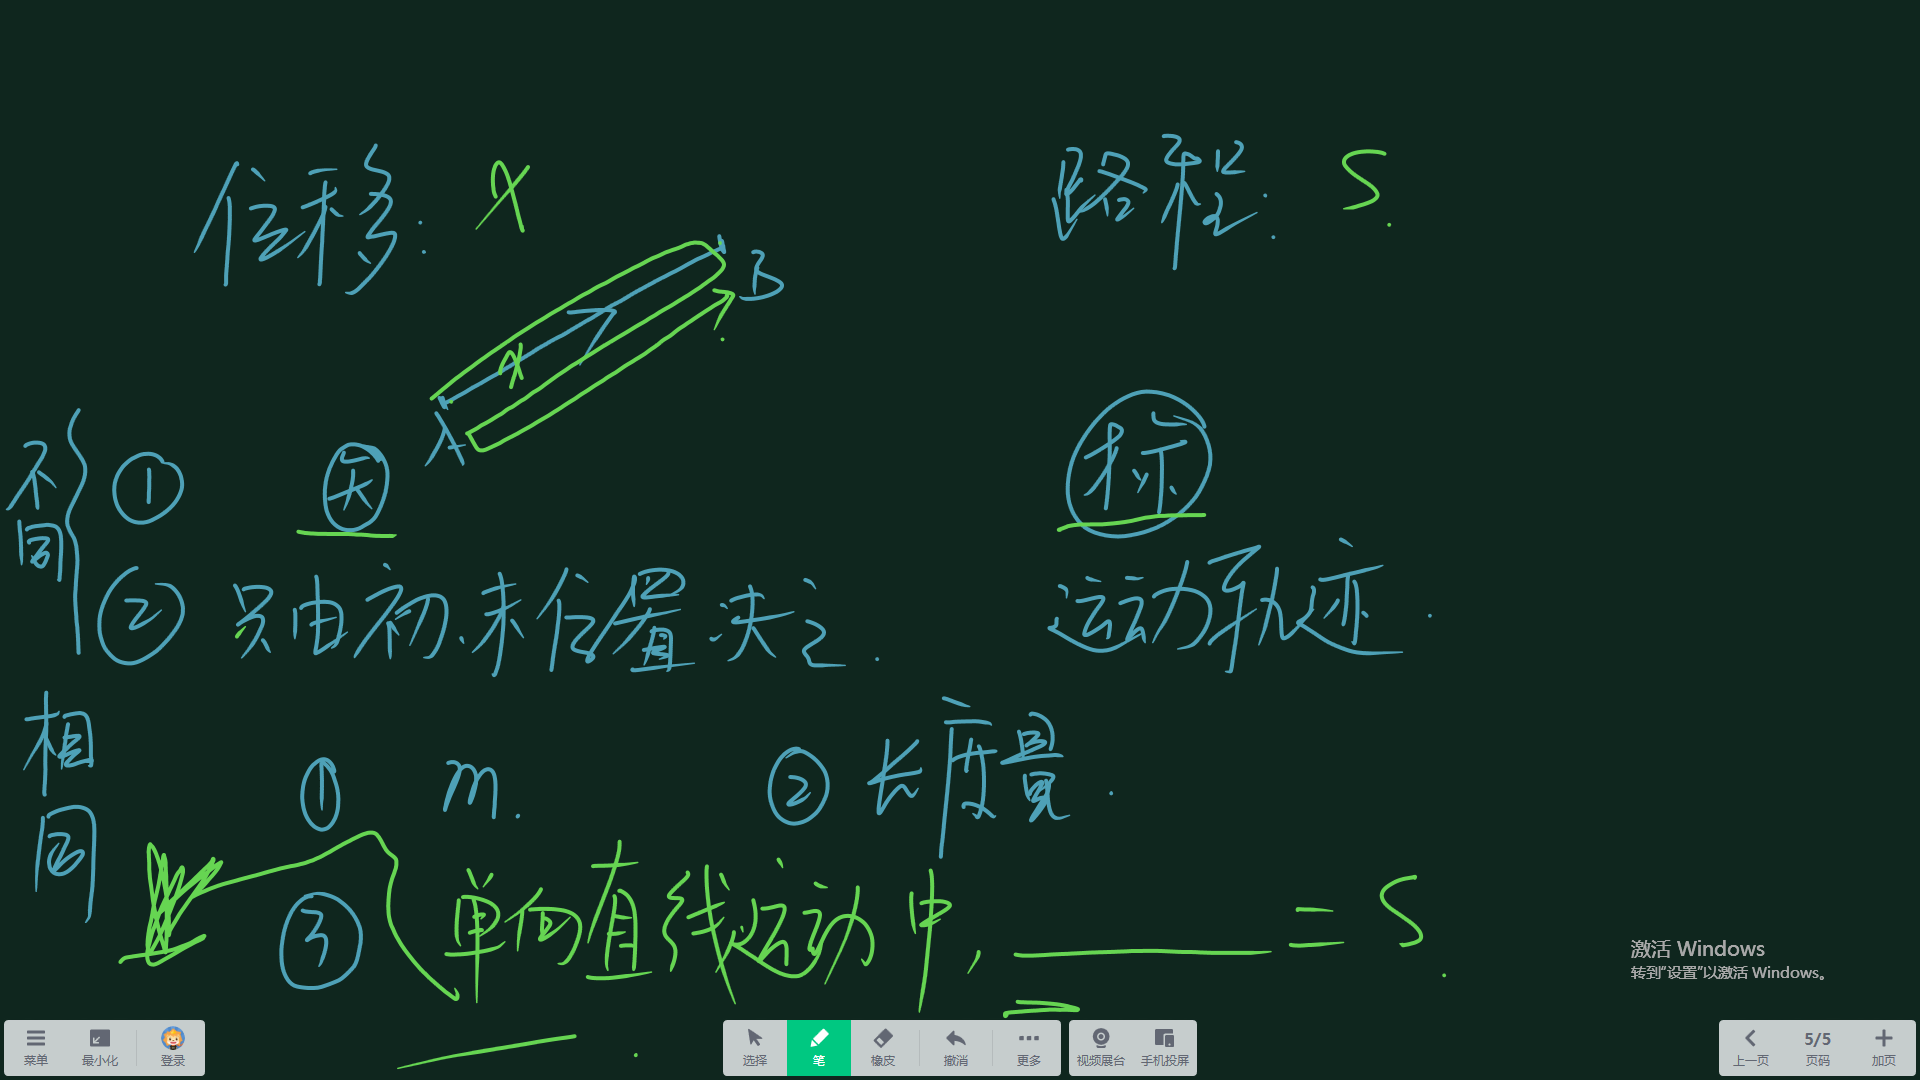 位移: x
路程: S.
B
x
A
不同
① 矢
标
② 只由初、末位置决定.
运动轨迹.
相同
① m. ② 长度量.
③ 单向直线运动中, = S.
激活 Windows
转到"设置"以激活 Windows。
菜单 最小化 登录 选择 笔 橡皮 撤消 更多 视频展台 手机投屏 上一页 5/5 页码 加页